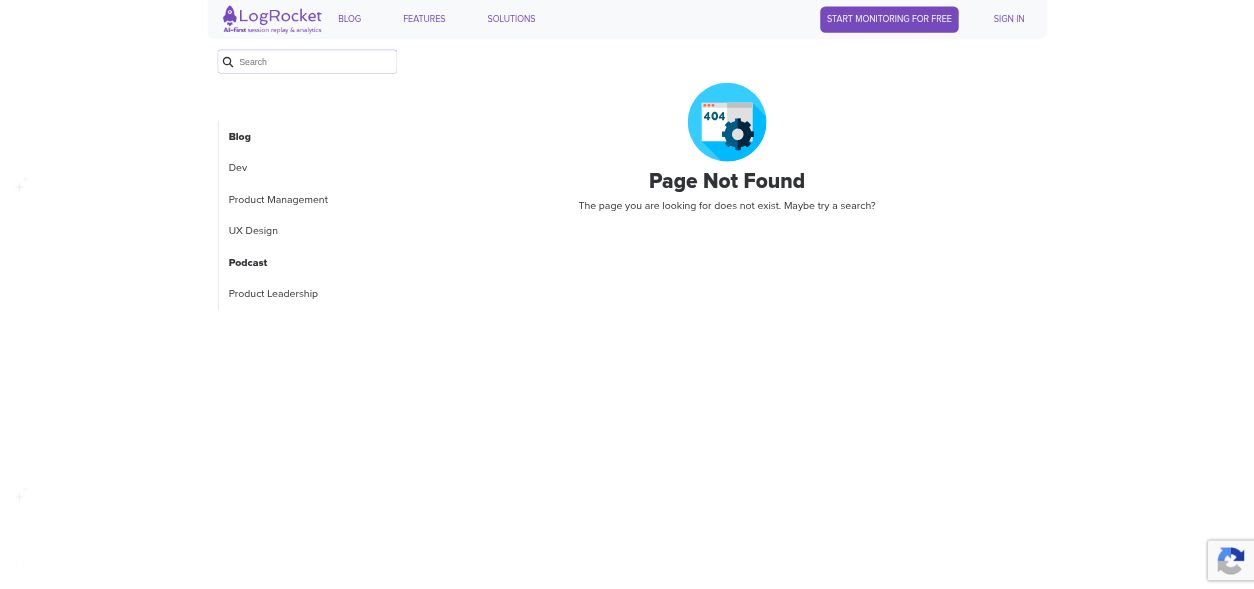 LogRocket
AI-first session replay & analytics
BLOG
FEATURES
SOLUTIONS
START MONITORING FOR FREE
SIGN IN
Search
404
Page Not Found
The page you are looking for does not exist. Maybe try a search?
Blog
Dev
Product Management
UX Design
Podcast
Product Leadership